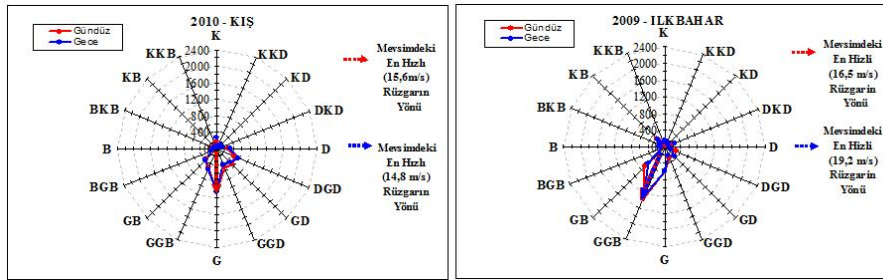 2010 - KIŞ
Gündüz
Gece
K
KKB
KKD
KB
KD
BKB
DKD
B
D
BGB
DGD
GB
GD
GGB
GGD
G
2400
2000
1600
1200
800
400
Mevsimdeki
En Hızlı
(15,6m/s)
Rüzgarın
Yönü
Mevsimdeki
En Hızlı
(14,8 m/s)
Rüzgarın
Yönü
2009 - ILKBAHAR
Gündüz
Gece
K
KKB
KKD
KB
KD
BKB
DKD
B
D
BGB
DGD
GB
GD
GGB
GGD
G
2400
2000
1600
1200
800
400
Mevsimdeki
En Hizli
(16,5 m/s)
Rüzgarin
Yönü
Mevsimdeki
En Hizli
(19,2 m/s)
Rüzgarin
Yönü